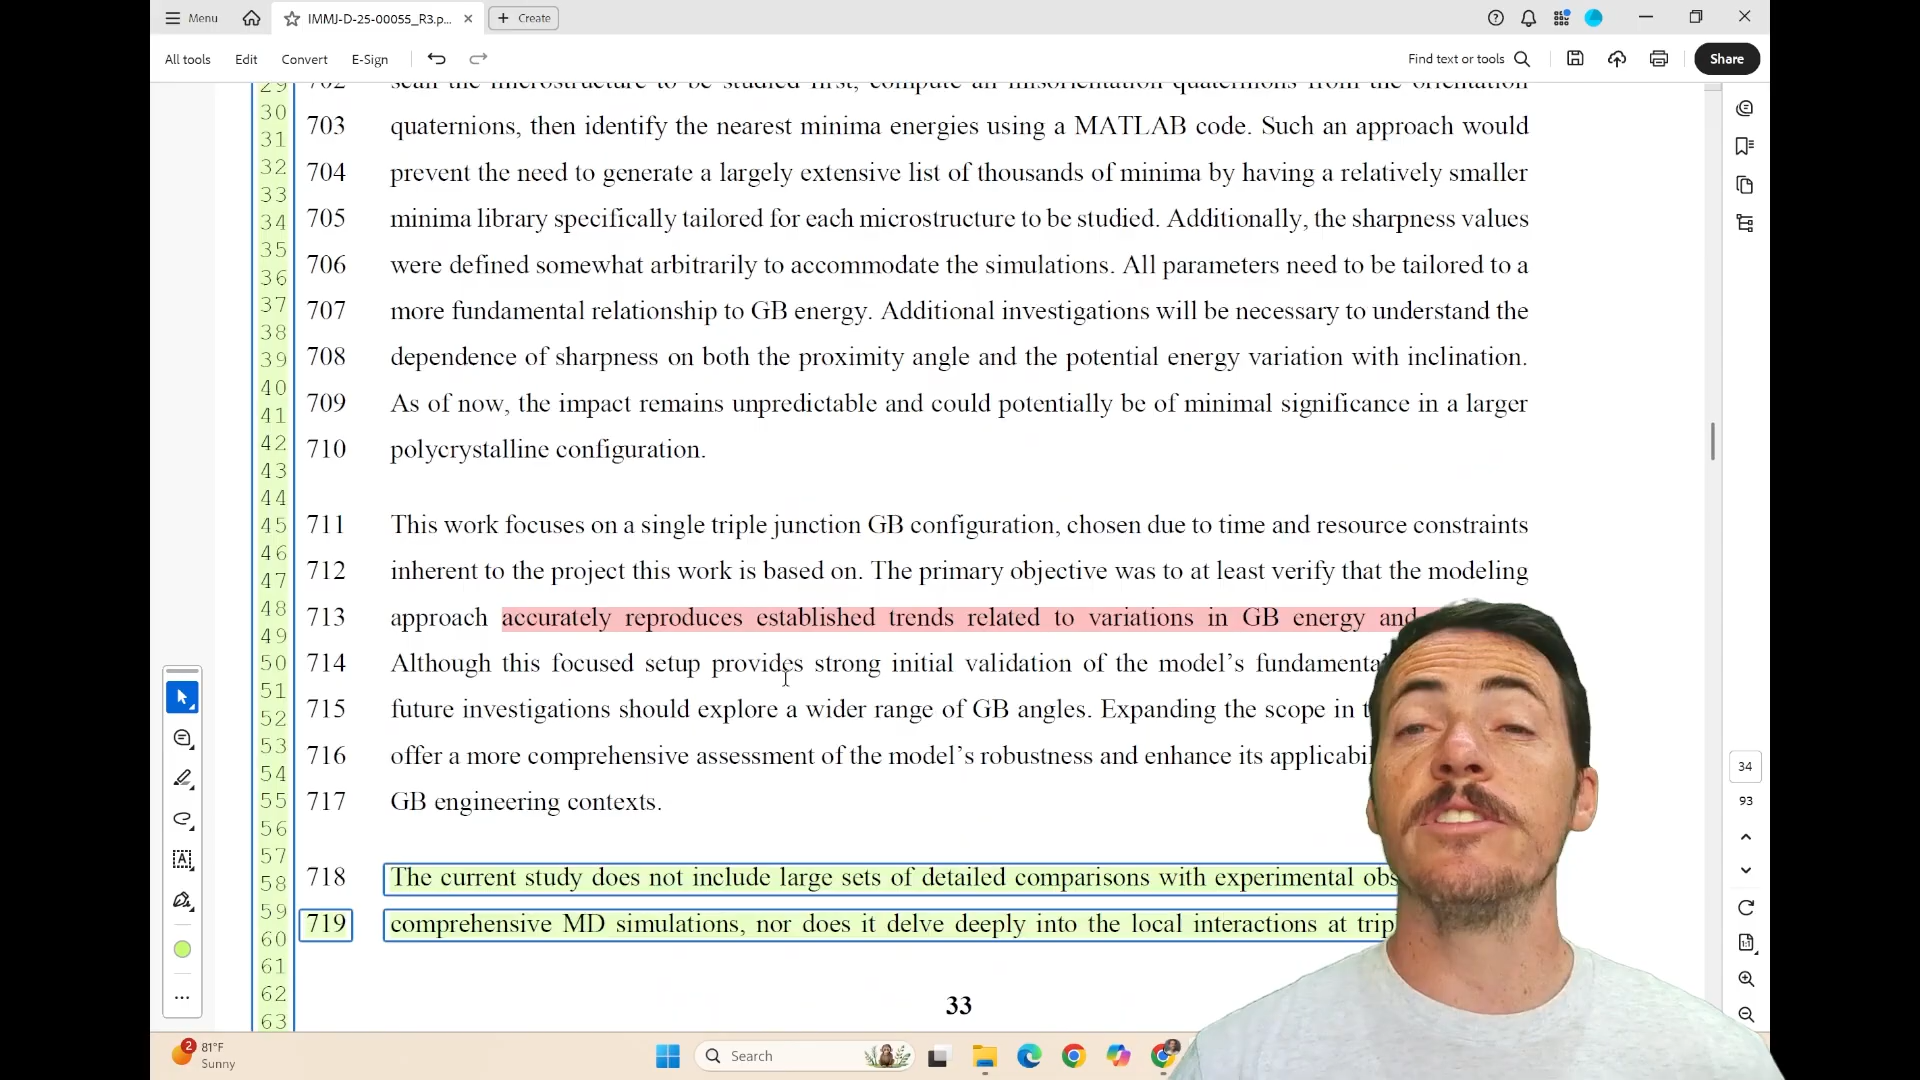 Menu
IMMJ-D-25-00055_R3.p...
Create
All tools
Edit
Convert
E-Sign
Find text or tools
Share
29
30
31
32
33
34
35
36
37
38
39
40
41
42
43
44
45
46
47
48
49
50
51
52
53
54
55
56
57
58
59
60
61
62
63
702 scan the microstructure to be studied first, compute all misorientation quaternions from the orientation
703 quaternions, then identify the nearest minima energies using a MATLAB code. Such an approach would
704 prevent the need to generate a largely extensive list of thousands of minima by having a relatively smaller
705 minima library specifically tailored for each microstructure to be studied. Additionally, the sharpness values
706 were defined somewhat arbitrarily to accommodate the simulations. All parameters need to be tailored to a
707 more fundamental relationship to GB energy. Additional investigations will be necessary to understand the
708 dependence of sharpness on both the proximity angle and the potential energy variation with inclination.
709 As of now, the impact remains unpredictable and could potentially be of minimal significance in a larger
710 polycrystalline configuration.
711 This work focuses on a single triple junction GB configuration, chosen due to time and resource constraints
712 inherent to the project this work is based on. The primary objective was to at least verify that the modeling
713 approach accurately reproduces established trends related to variations in GB energy and
714 Although this focused setup provides strong initial validation of the model's fundamental
715 future investigations should explore a wider range of GB angles. Expanding the scope in
716 offer a more comprehensive assessment of the model's robustness and enhance its
717 GB engineering contexts.
718 The current study does not include large sets of detailed comparisons with experimental
719 comprehensive MD simulations, nor does it delve deeply into the local interactions at
33
34
93
2
81°F
Sunny
Search